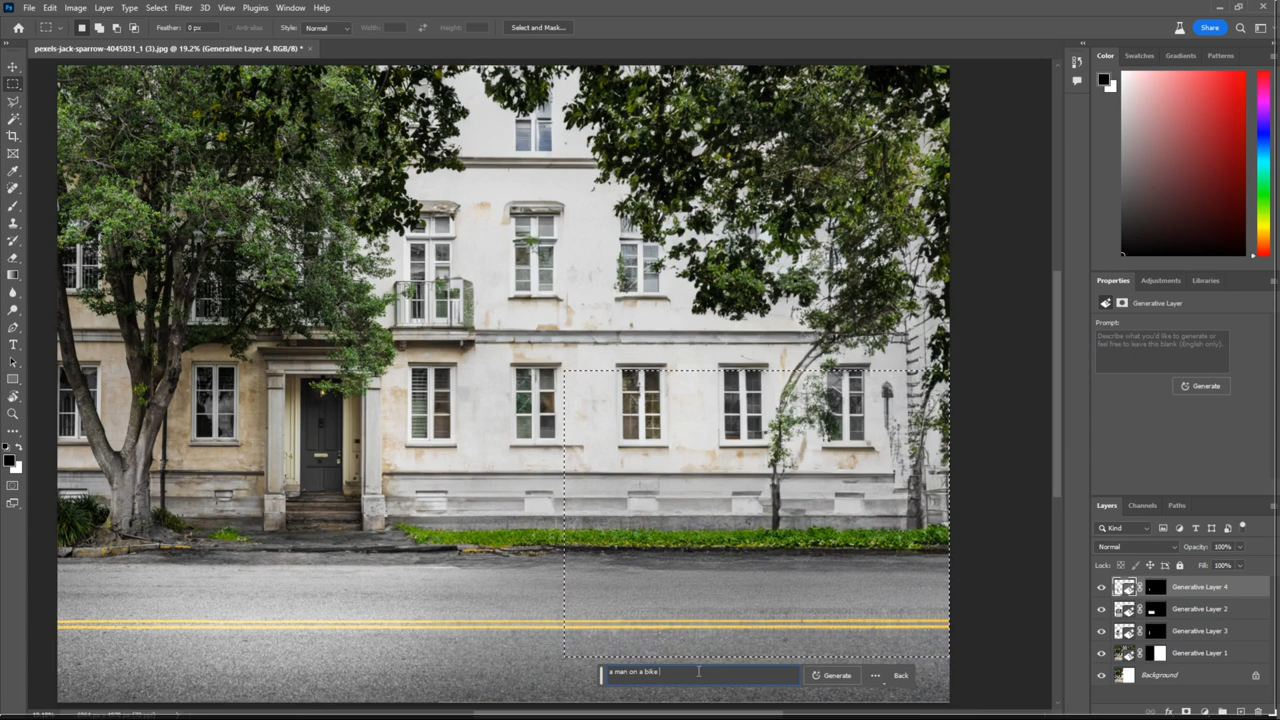 Ps File Edit Image Layer Type Select Filter 3D View Plugins Window Help
Feather: 0 px Anti-alias Style: Normal Width: Height: Select and Mask... Share
pexels-jack-sparrow-4045031_1 (3).jpg @ 19.2% (Generative Layer 4, RGB/8) *
Color Swatches Gradients Patterns
Properties Adjustments Libraries
Generative Layer
Prompt:
Describe what you'd like to generate or
feel free to leave this blank (English only).
Generate
Layers Channels Paths
Kind
Normal Opacity: 100%
Lock: Fill: 100%
Generative Layer 4
Generative Layer 2
Generative Layer 3
Generative Layer 1
Background
a man on a bike
Generate
Back
fx